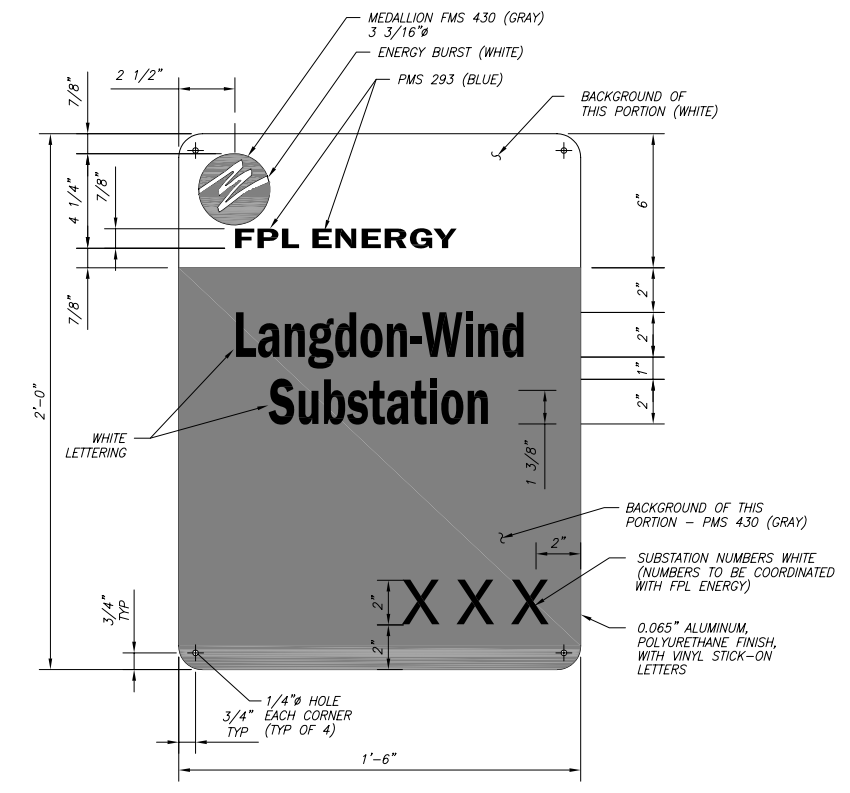 MEDALLION FMS 430 (GRAY)
3 3/16"ø
ENERGY BURST (WHITE)
PMS 293 (BLUE)
2 1/2"
7/8"
BACKGROUND OF
THIS PORTION (WHITE)
4 1/4"
7/8"
6"
FPL ENERGY
7/8"
2"
Langdon-Wind
2"
1"
Substation
2"
2'-0"
WHITE
LETTERING
1 3/8"
BACKGROUND OF THIS
PORTION - PMS 430 (GRAY)
2"
SUBSTATION NUMBERS WHITE
(NUMBERS TO BE COORDINATED
WITH FPL ENERGY)
X X X
2"
3/4"
TYP
2"
0.065" ALUMINUM,
POLYURETHANE FINISH,
WITH VINYL STICK-ON
LETTERS
1/4"ø HOLE
EACH CORNER
(TYP OF 4)
3/4"
TYP
1'-6"